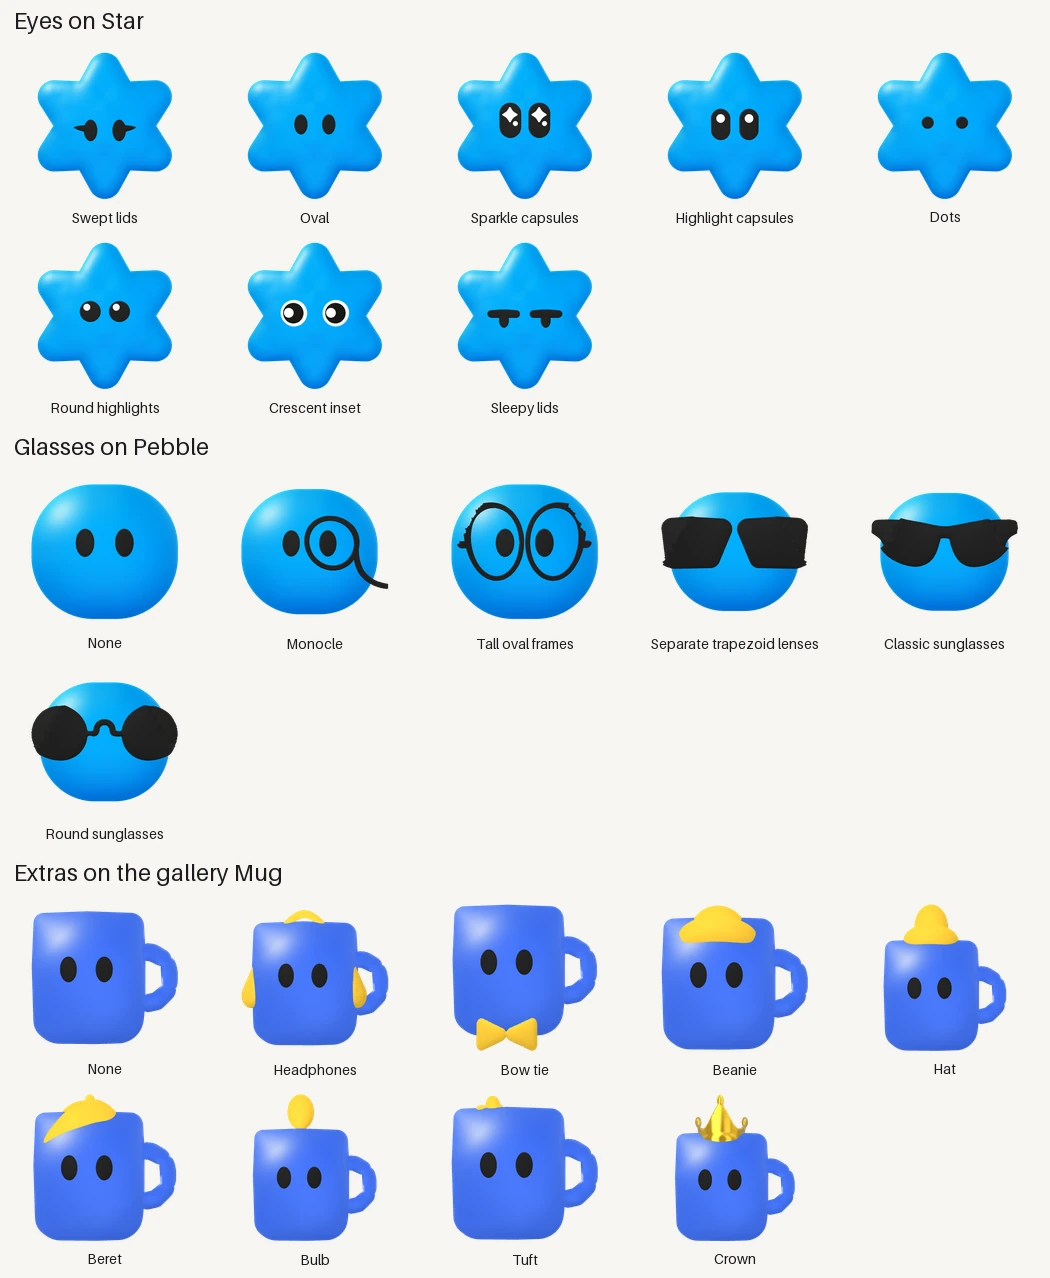 Eyes on Star
Swept lids
Oval
Sparkle capsules
Highlight capsules
Dots
Round highlights
Crescent inset
Sleepy lids
Glasses on Pebble
None
Monocle
Tall oval frames
Separate trapezoid lenses
Classic sunglasses
Round sunglasses
Extras on the gallery Mug
None
Headphones
Bow tie
Beanie
Hat
Beret
Bulb
Tuft
Crown